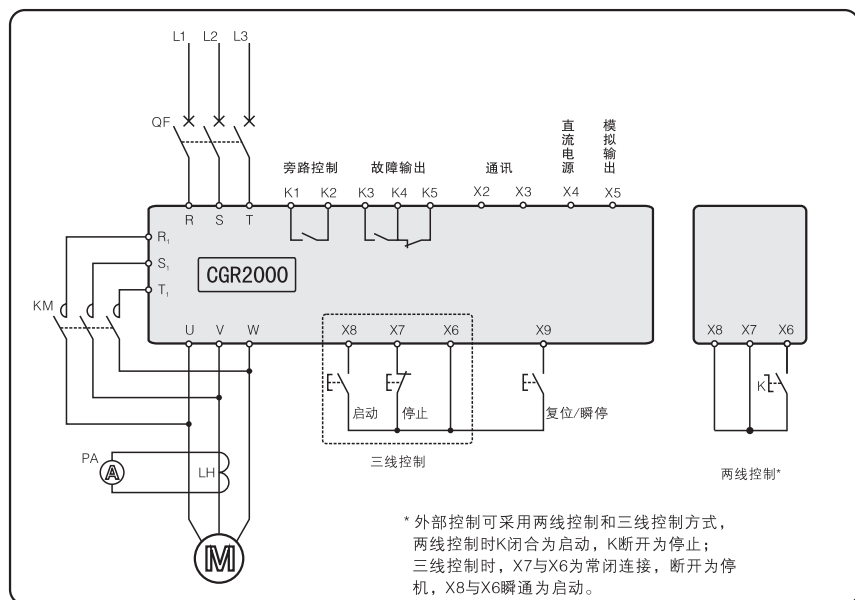 L1 L2 L3
QF
旁路控制 故障输出 通讯 直流电源 模拟输出
K1 K2 K3 K4 K5 X2 X3 X4 X5
R S T
R₁
S₁
T₁
CGR2000
KM
U V W X8 X7 X6 X9
X8 X7 X6
启动 停止 复位/瞬停
K
三线控制
两线控制*
PA
A
LH
M
* 外部控制可采用两线控制和三线控制方式，
两线控制时K闭合为启动，K断开为停止；
三线控制时，X7与X6为常闭连接，断开为停
机，X8与X6瞬通为启动。